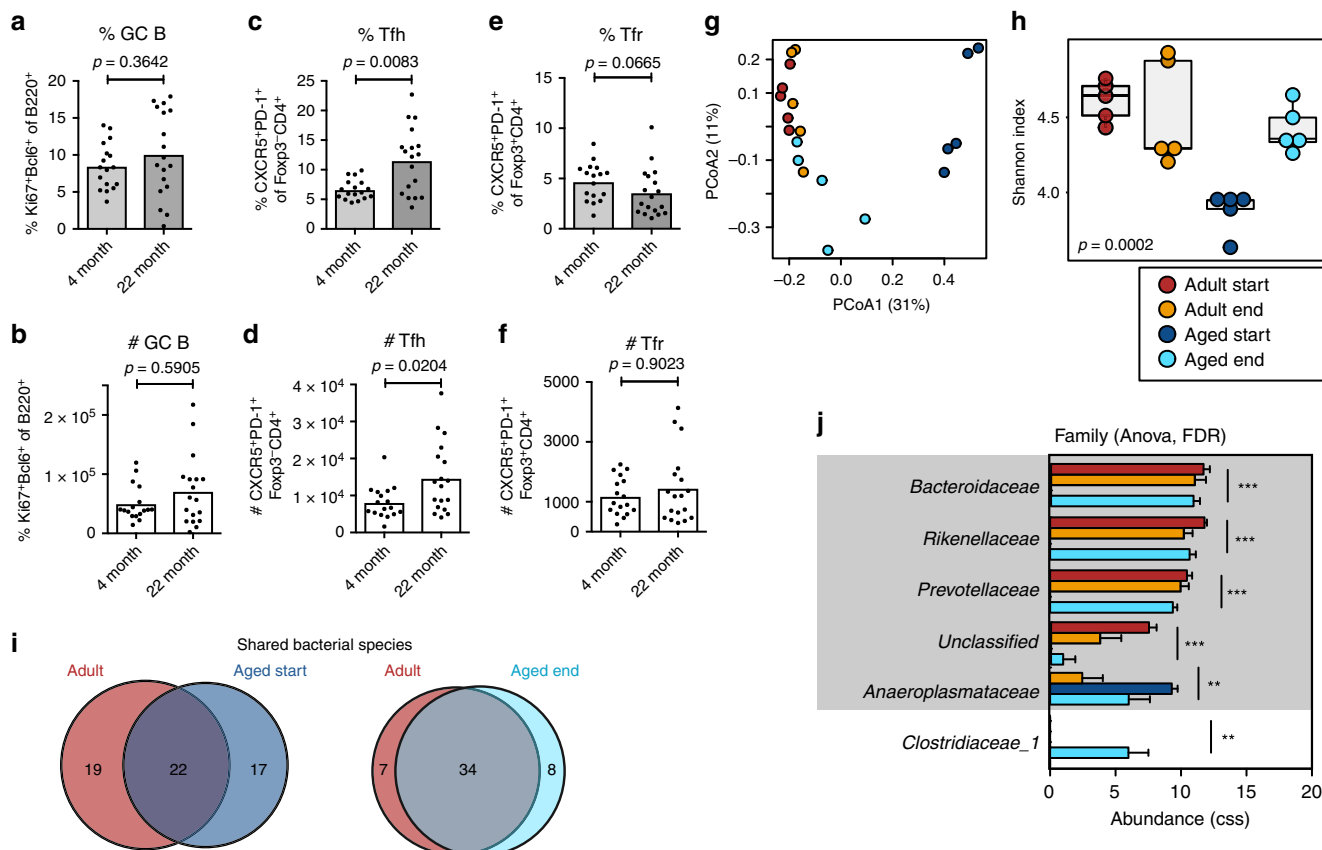 a
% GC B
p = 0.3642
% Ki67⁺Bcl6⁺ of B220⁺
20
15
10
5
0
4 month
22 month
c
% Tfh
p = 0.0083
% CXCR5⁺PD-1⁺
of Foxp3⁻CD4⁺
25
20
15
10
5
0
4 month
22 month
e
% Tfr
p = 0.0665
% CXCR5⁺PD-1⁺
of Foxp3⁺CD4⁺
15
10
5
0
4 month
22 month
g
PCoA2 (11%)
0.2
0.1
−0.1
−0.3
−0.2
0.0
0.2
0.4
PCoA1 (31%)
h
Shannon index
4.5
4.0
p = 0.0002
Adult start
Adult end
Aged start
Aged end
b
# GC B
p = 0.5905
% Ki67⁺Bcl6⁺ of B220⁺
2 × 10⁵
1 × 10⁵
0
4 month
22 month
d
# Tfh
p = 0.0204
# CXCR5⁺PD-1⁺
Foxp3⁻CD4⁺
4 × 10⁴
3 × 10⁴
2 × 10⁴
1 × 10⁴
0
4 month
22 month
f
# Tfr
p = 0.9023
# CXCR5⁺PD-1⁺
Foxp3⁺CD4⁺
5000
3000
1000
0
4 month
22 month
i
Shared bacterial species
Adult
Aged start
19
22
17
Adult
Aged end
7
34
8
j
Family (Anova, FDR)
Bacteroidaceae
***
Rikenellaceae
***
Prevotellaceae
***
Unclassified
***
Anaeroplasmataceae
**
Clostridiaceae_1
**
0
5
10
15
20
Abundance (css)